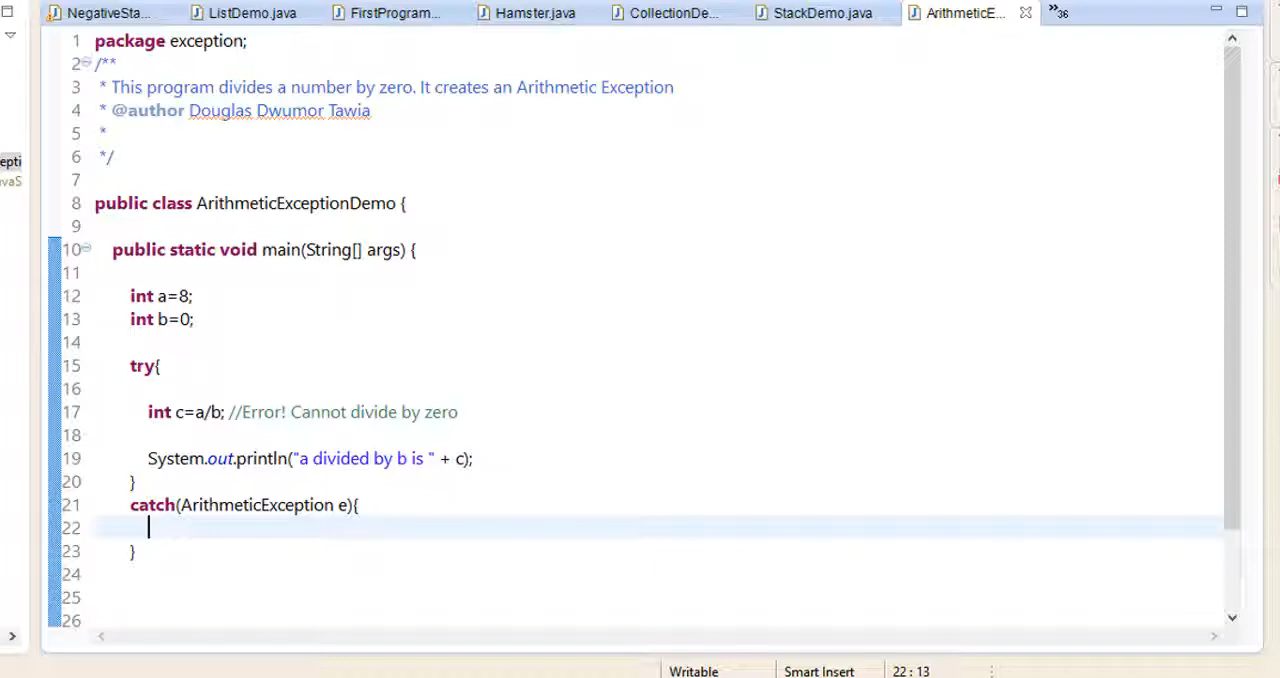 NegativeSta... ListDemo.java FirstProgram... Hamster.java CollectionDe... StackDemo.java ArithmeticE... »36
1 package exception;
2 /**
3 * This program divides a number by zero. It creates an Arithmetic Exception
4 * @author Douglas Dwumor Tawia
5 *
6 */
7
8 public class ArithmeticExceptionDemo {
9
10 public static void main(String[] args) {
11
12 int a=8;
13 int b=0;
14
15 try{
16
17 int c=a/b; //Error! Cannot divide by zero
18
19 System.out.println("a divided by b is " + c);
20 }
21 catch(ArithmeticException e){
22
23 }
24
25
26
epti
avaS
Writable Smart Insert 22 : 13